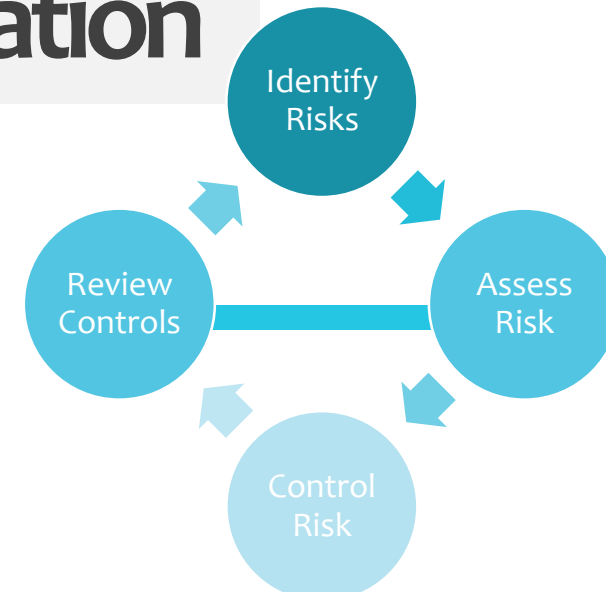 ation
Identify
Risks
Assess
Risk
Control
Risk
Review
Controls